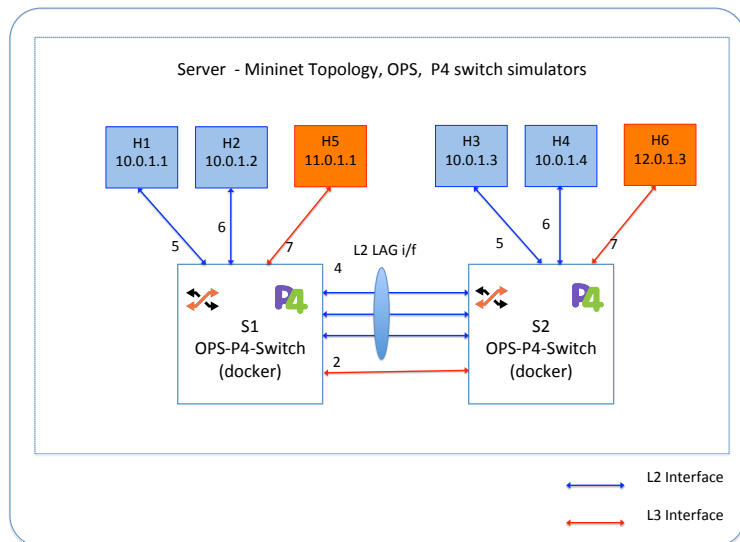 Server - Mininet Topology, OPS, P4 switch simulators
H1
10.0.1.1
H2
10.0.1.2
H5
11.0.1.1
H3
10.0.1.3
H4
10.0.1.4
H6
12.0.1.3
5
6
7
L2 LAG i/f
5
6
7
4
P4
S1
OPS-P4-Switch
(docker)
P4
S2
OPS-P4-Switch
(docker)
2
L2 Interface
L3 Interface